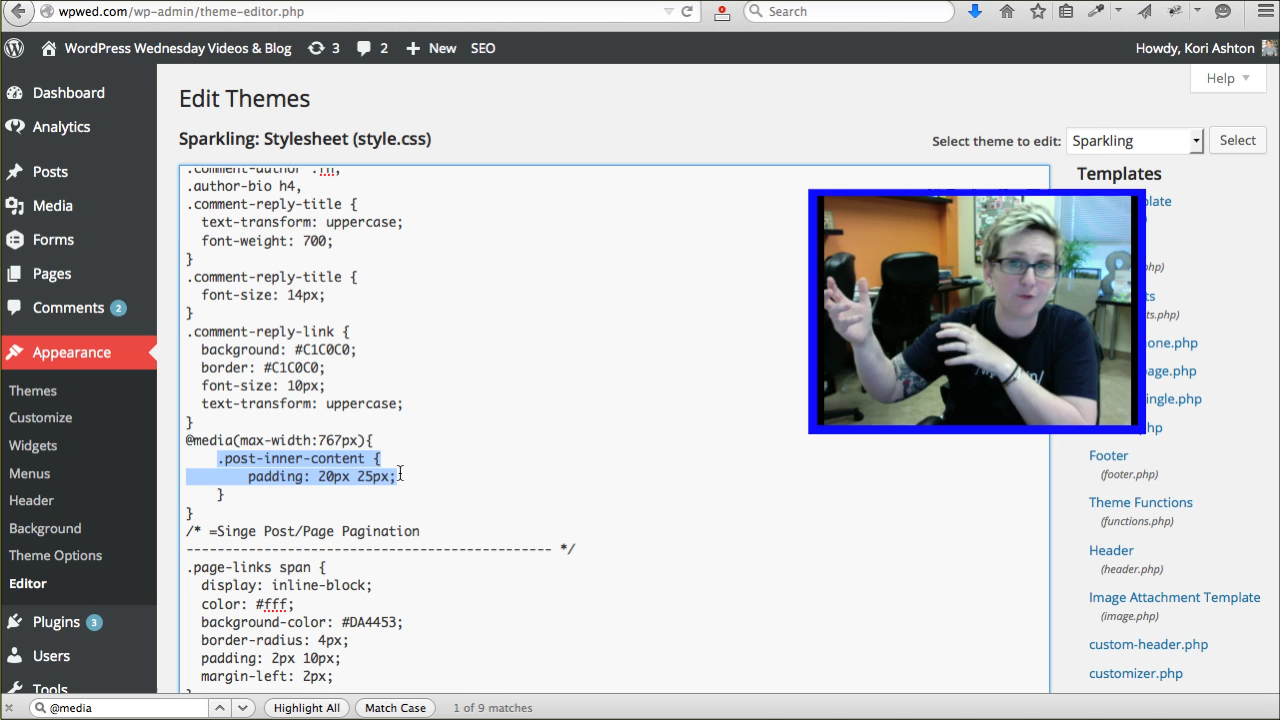 wpwed.com/wp-admin/theme-editor.php
Search
WordPress Wednesday Videos & Blog 3 2 New SEO
Howdy, Kori Ashton
Help
Dashboard
Analytics
Posts
Media
Forms
Pages
Comments 2
Appearance
Themes
Customize
Widgets
Menus
Header
Background
Theme Options
Editor
Plugins 3
Users
Tools
Edit Themes
Sparkling: Stylesheet (style.css)
Select theme to edit: Sparkling Select
.comment-author .fn,
.author-bio h4,
.comment-reply-title {
text-transform: uppercase;
font-weight: 700;
}
.comment-reply-title {
font-size: 14px;
}
.comment-reply-link {
background: #C1C0C0;
border: #C1C0C0;
font-size: 10px;
text-transform: uppercase;
}
@media(max-width:767px){
.post-inner-content {
padding: 20px 25px;
}
}
/* =Singe Post/Page Pagination
----------------------------------------------- */
.page-links span {
display: inline-block;
color: #fff;
background-color: #DA4453;
border-radius: 4px;
padding: 2px 10px;
margin-left: 2px;
Templates
Footer
(footer.php)
Theme Functions
(functions.php)
Header
(header.php)
Image Attachment Template
(image.php)
custom-header.php
customizer.php
@media Highlight All Match Case 1 of 9 matches